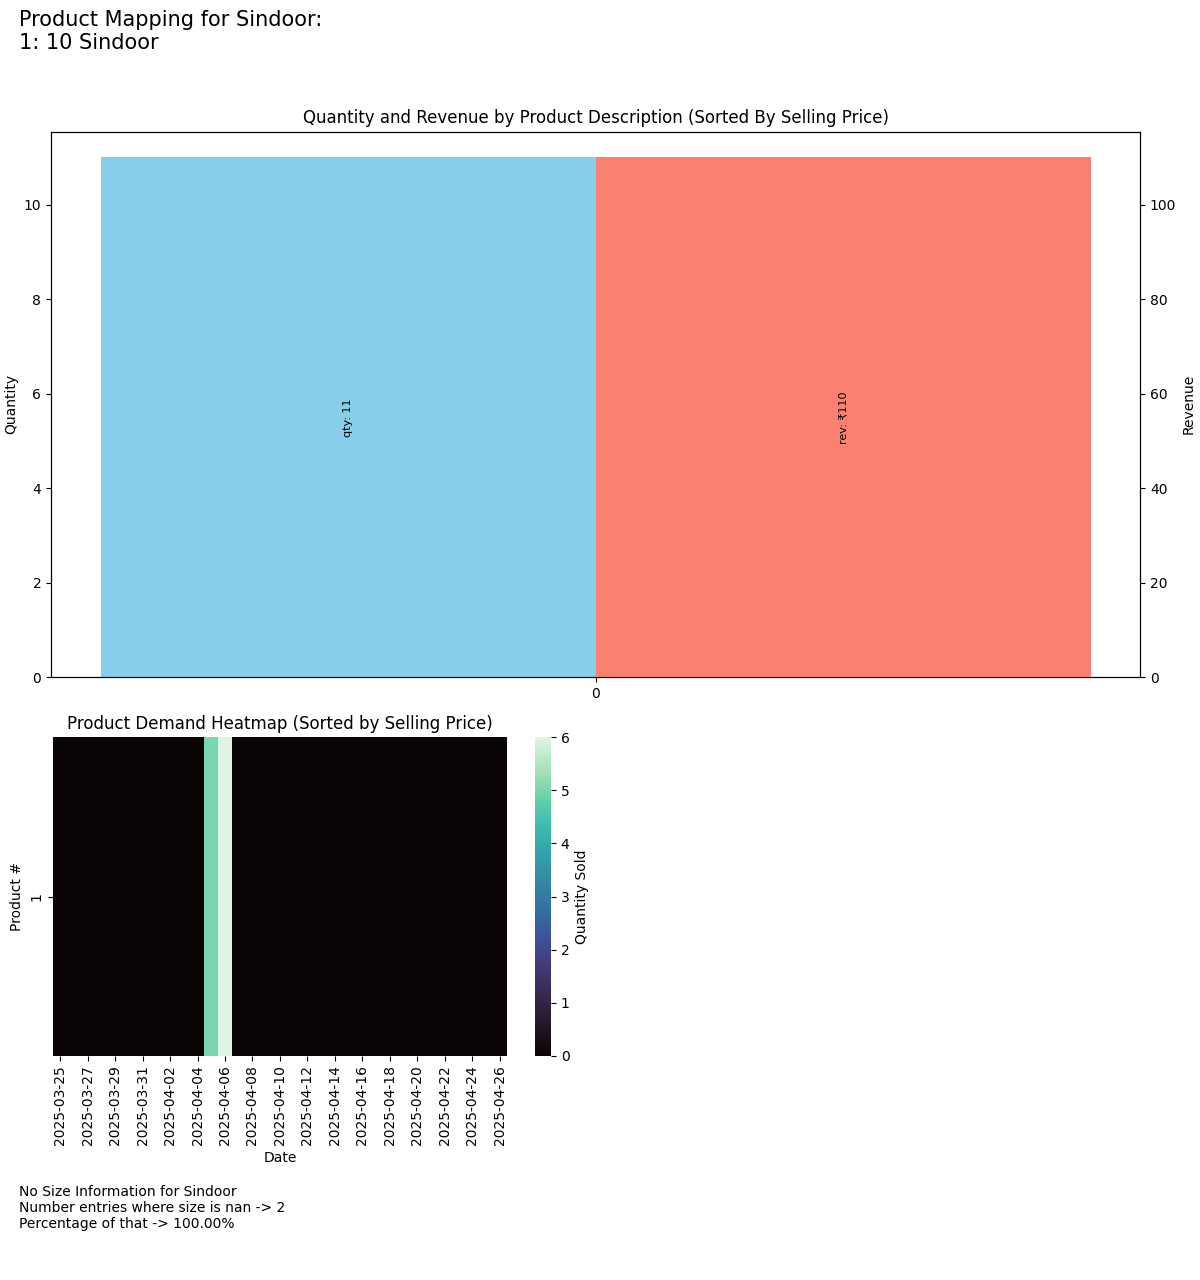 Product Mapping for Sindoor:
1: 10 Sindoor
Quantity and Revenue by Product Description (Sorted By Selling Price)
Quantity
10
8
6
4
2
0
qty: 11
rev: ₹110
100
80
60
40
20
0
Revenue
0
Product Demand Heatmap (Sorted by Selling Price)
Product #
1
6
5
4
3
2
1
0
Quantity Sold
2025-03-25
2025-03-27
2025-03-29
2025-03-31
2025-04-02
2025-04-04
2025-04-06
2025-04-08
2025-04-10
2025-04-12
2025-04-14
2025-04-16
2025-04-18
2025-04-20
2025-04-22
2025-04-24
2025-04-26
Date
No Size Information for Sindoor
Number entries where size is nan -> 2
Percentage of that -> 100.00%